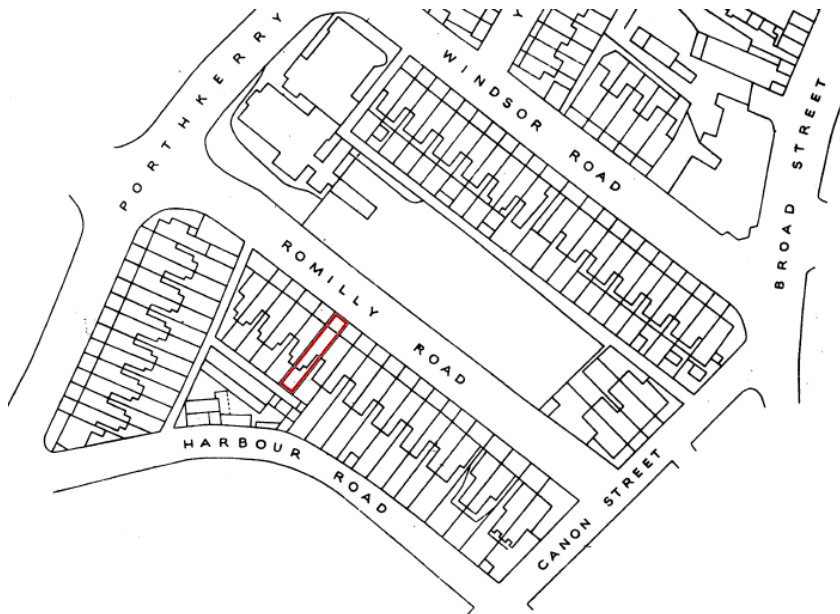 PORTHKERRY
WINDSOR ROAD
BROAD STREET
ROMILLY ROAD
HARBOUR ROAD
CANON STREET